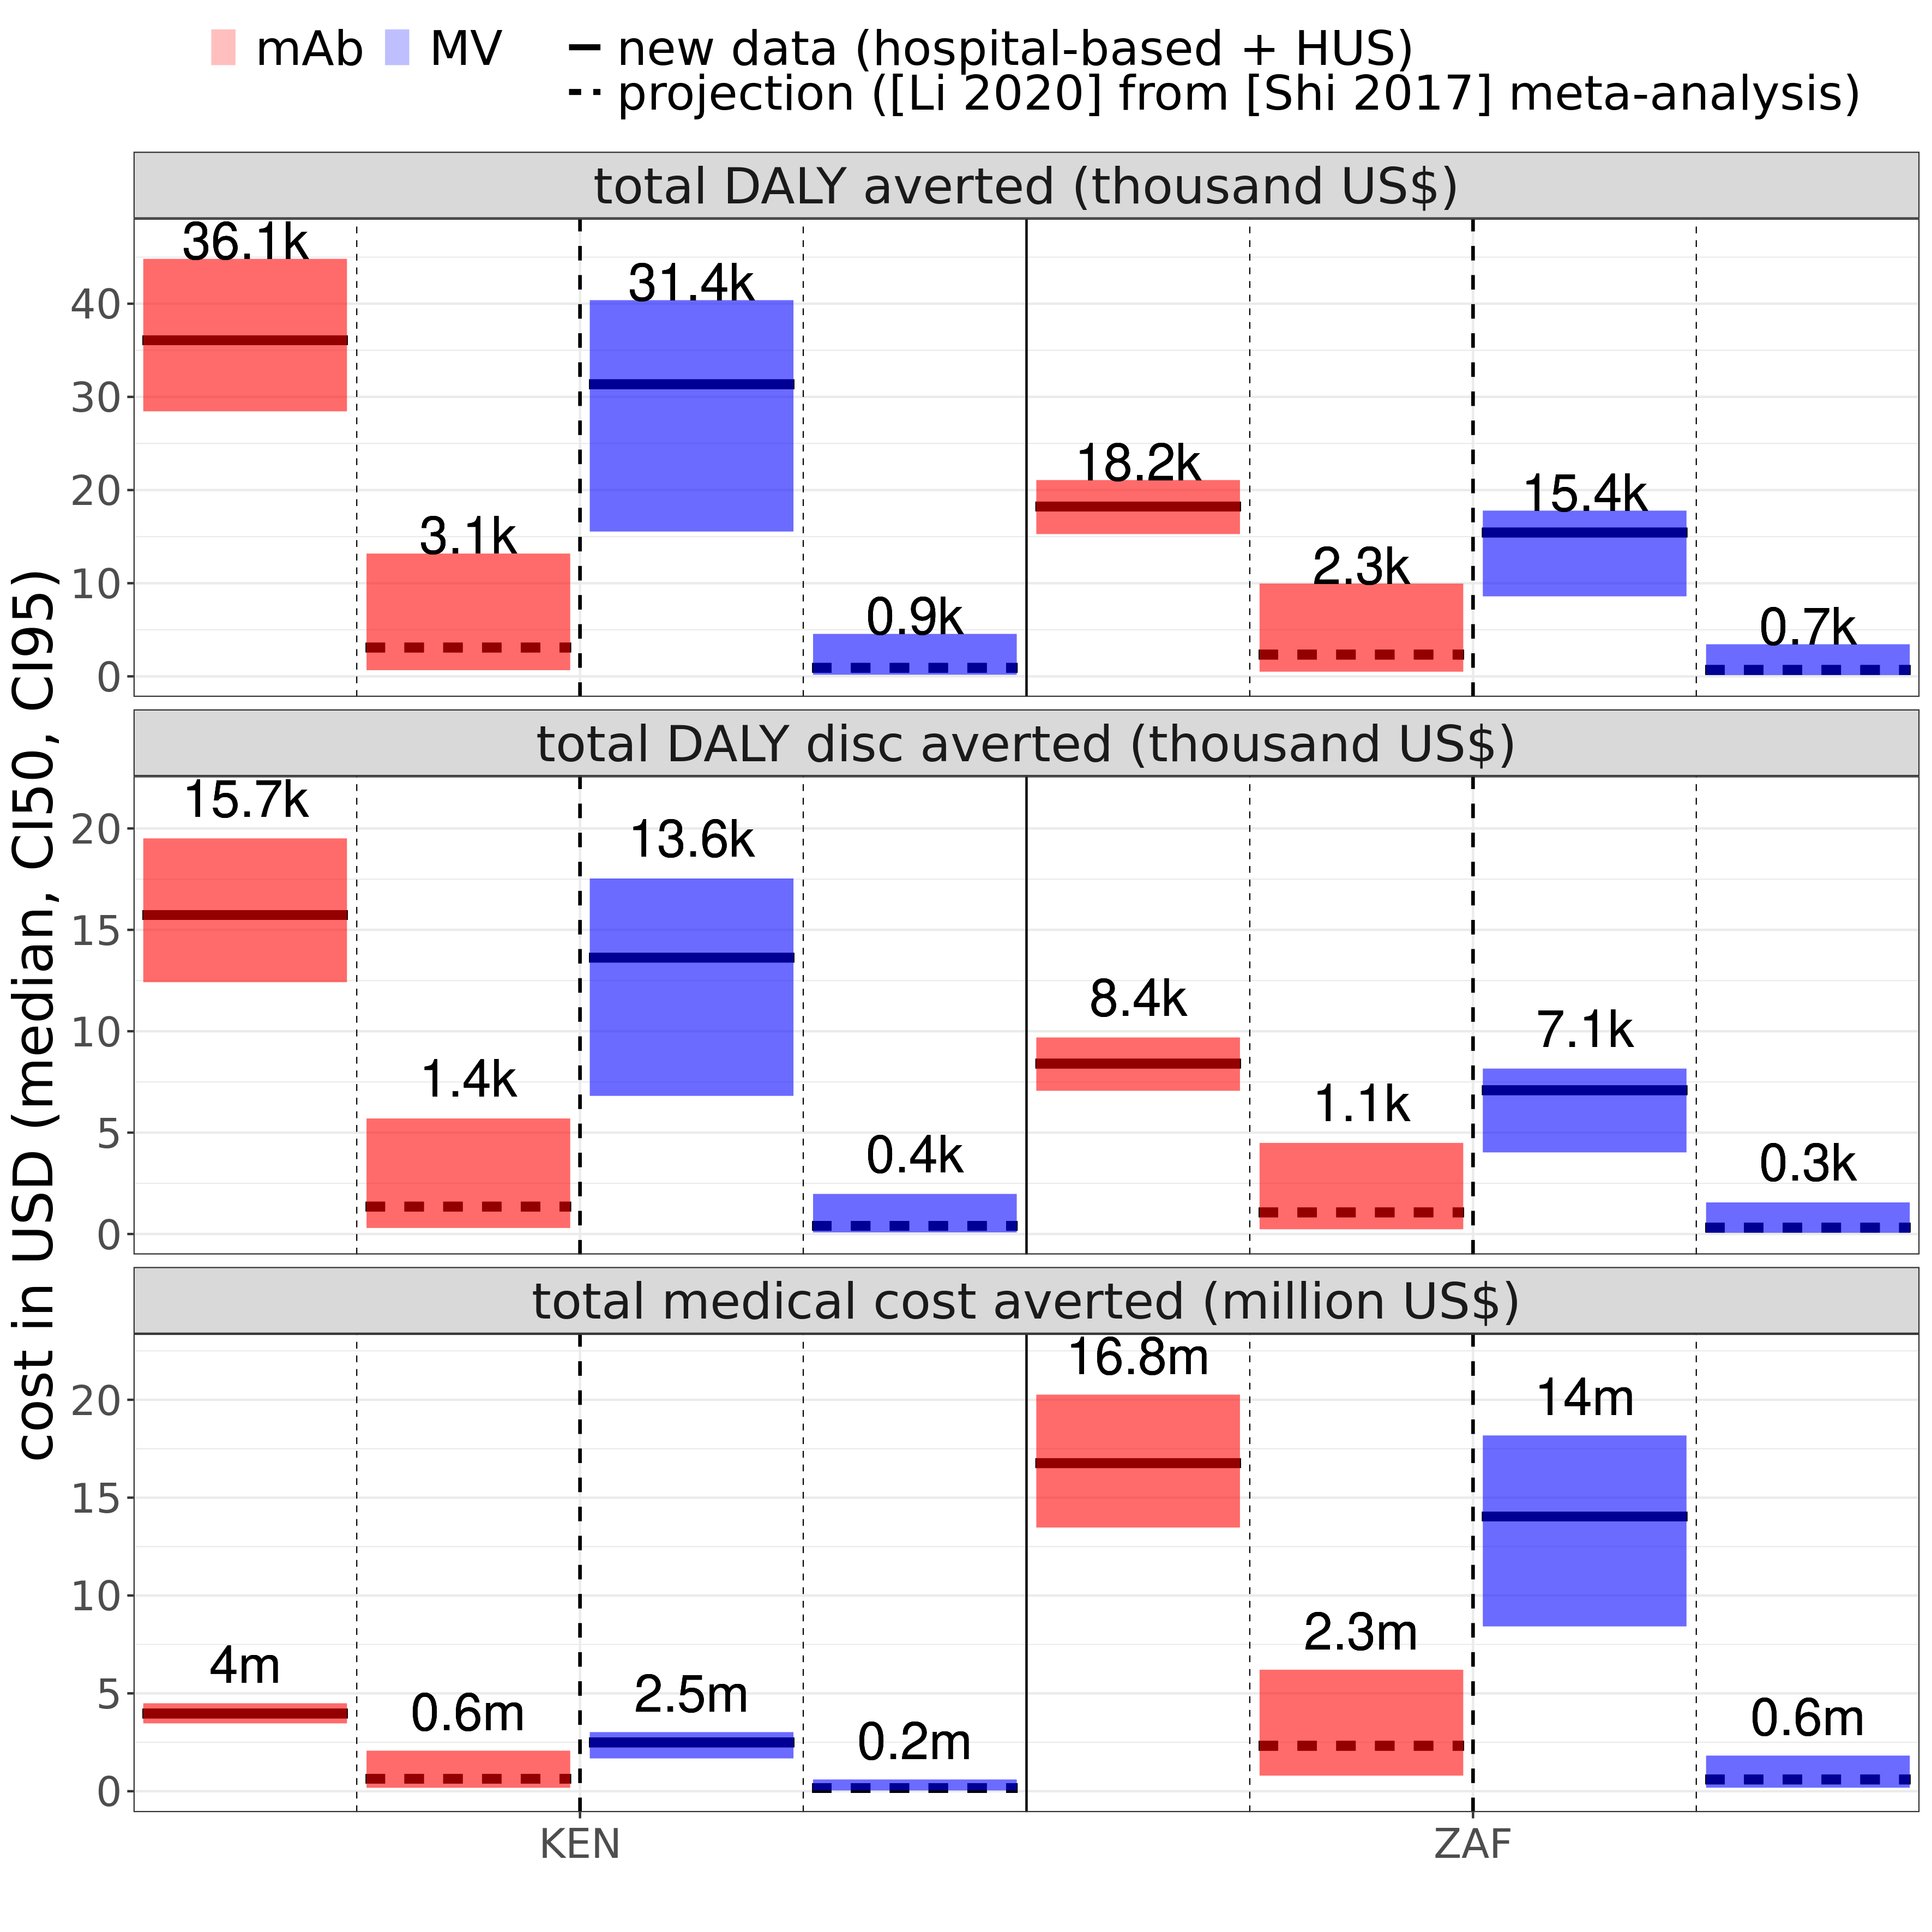 mAb MV new data (hospital-based + HUS)
projection ([Li 2020] from [Shi 2017] meta-analysis)
cost in USD (median, CI50, CI95)
total DALY averted (thousand US$)
36.1k
31.4k
40
30
18.2k
15.4k
20
3.1k
2.3k
10
0.9k
0.7k
0
total DALY disc averted (thousand US$)
15.7k
13.6k
20
15
8.4k
7.1k
10
1.4k
1.1k
5
0.4k
0.3k
0
total medical cost averted (million US$)
16.8m
14m
20
15
10
2.3m
4m
0.6m
2.5m
0.2m
0.6m
5
0
KEN ZAF